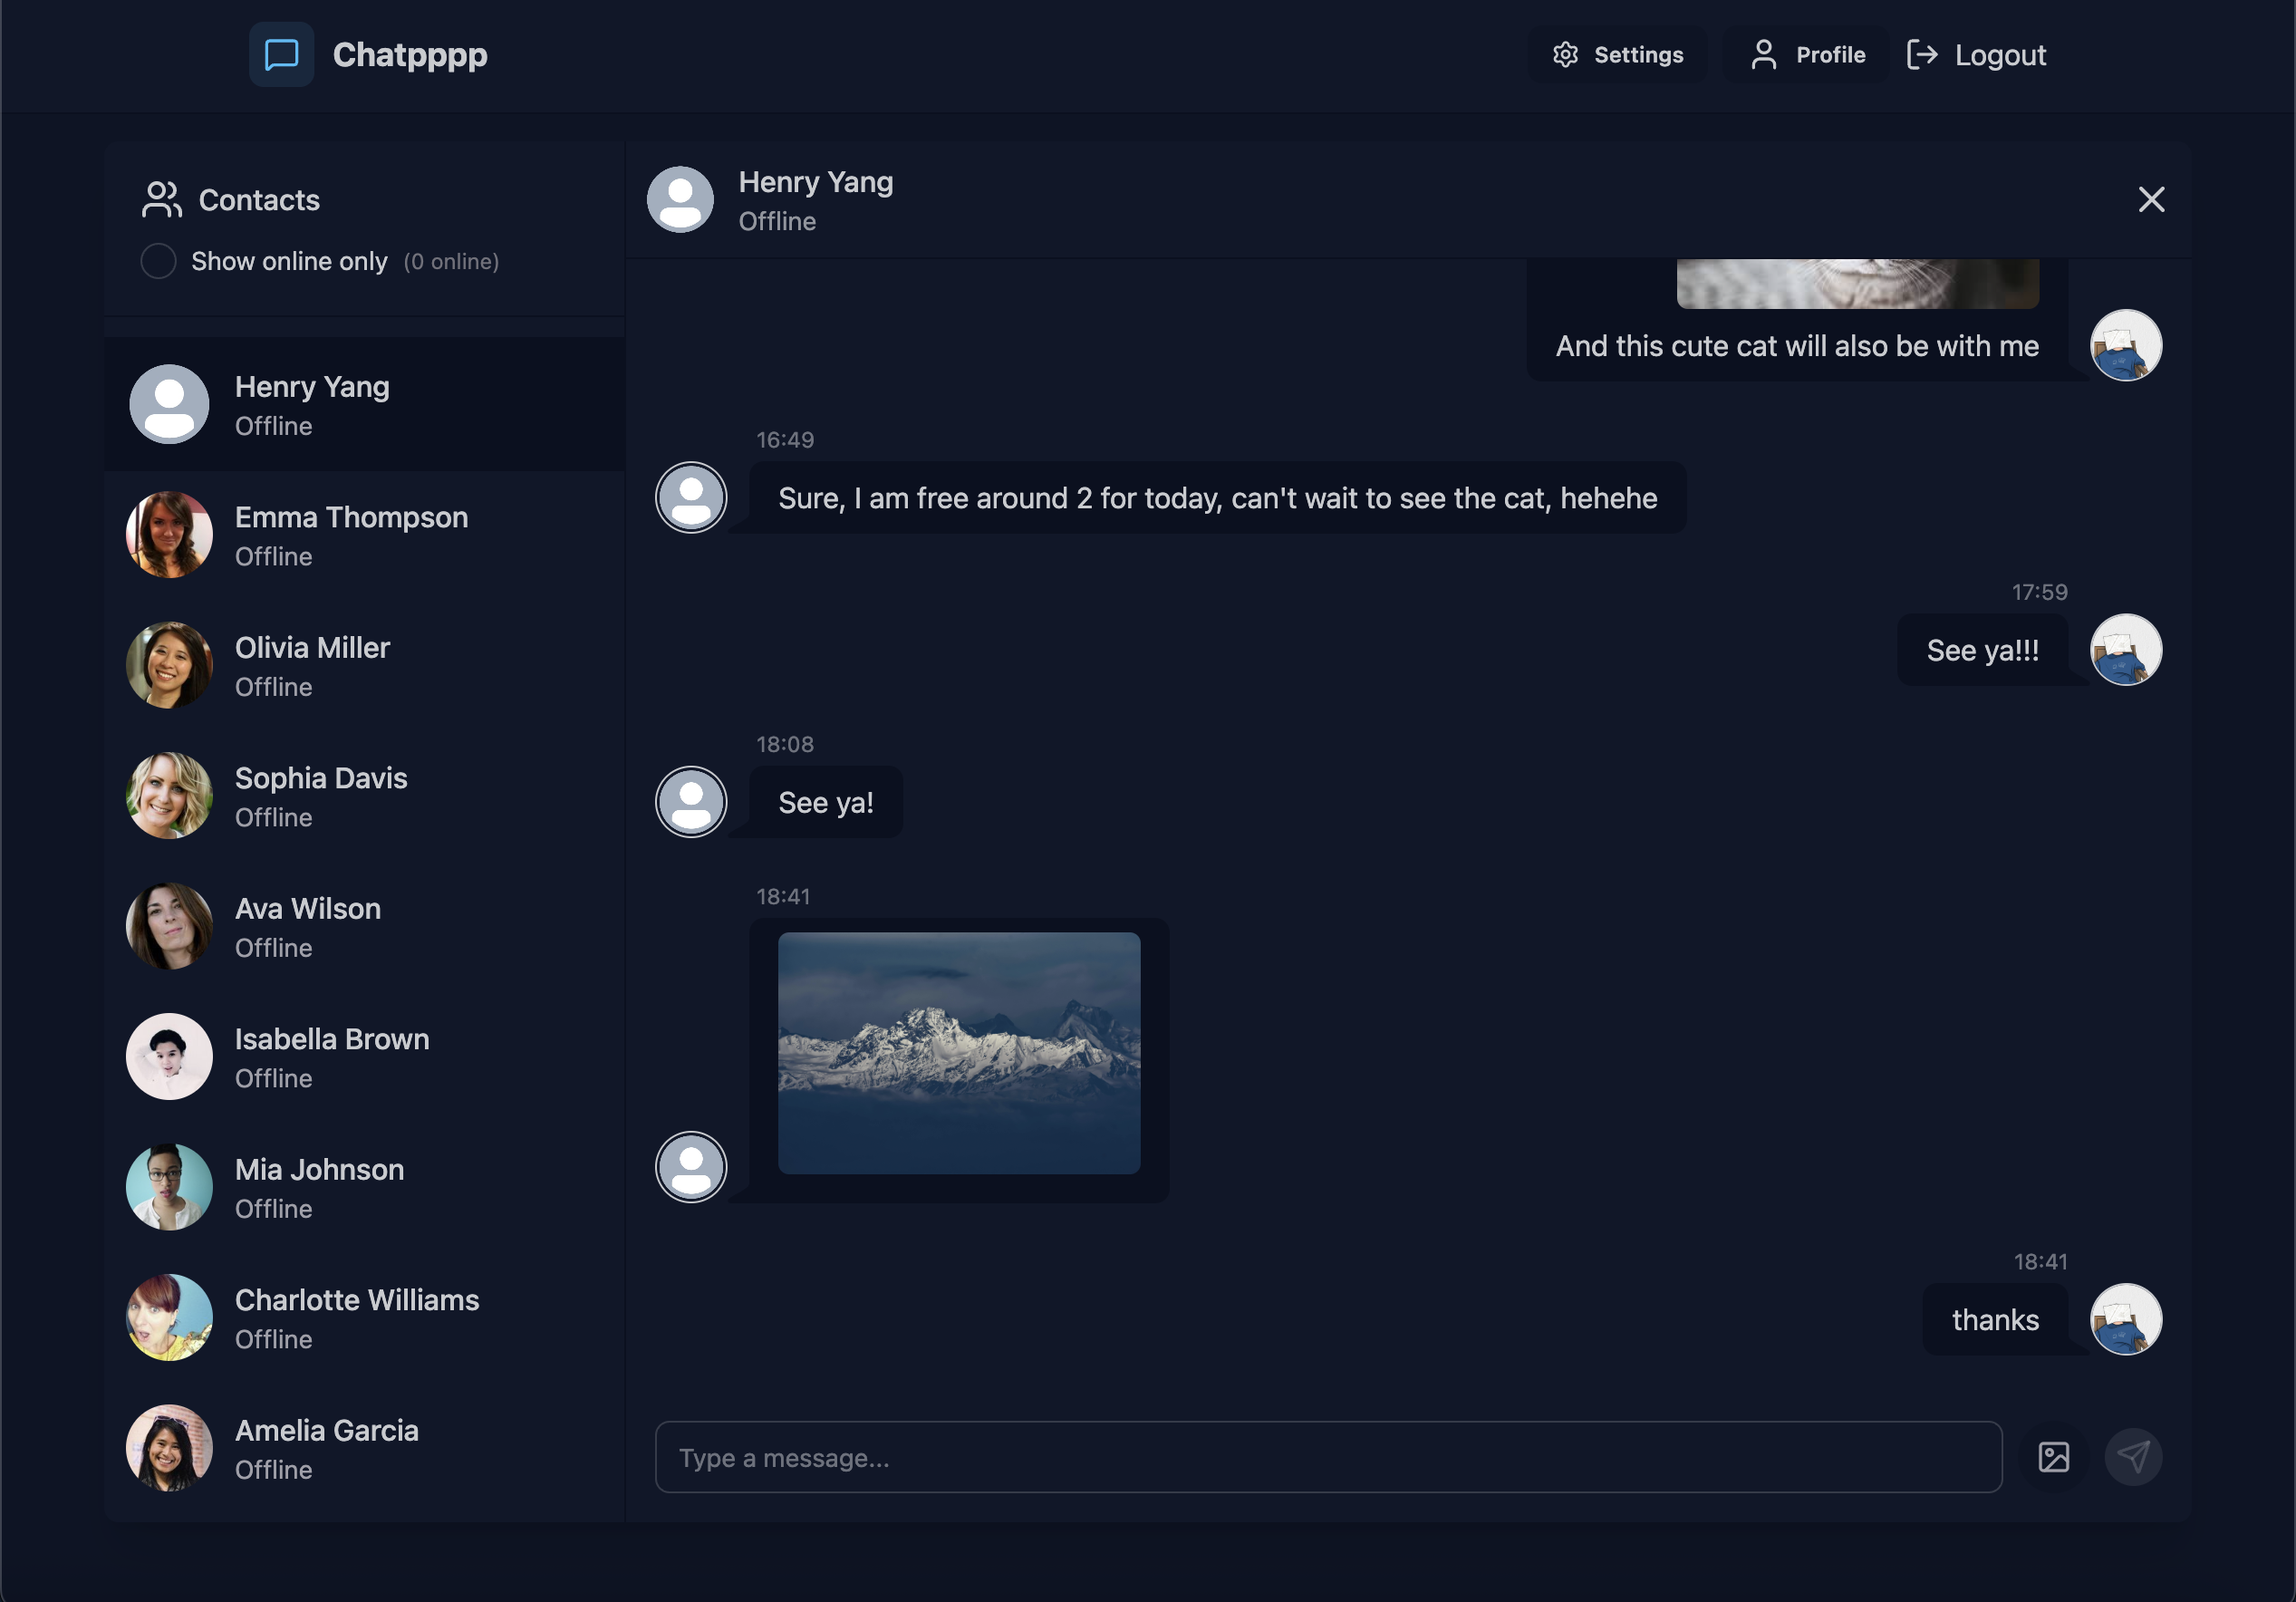 Chatpppp
Settings
Profile
Logout
Contacts
Show online only (0 online)
Henry Yang
Offline
Emma Thompson
Offline
Olivia Miller
Offline
Sophia Davis
Offline
Ava Wilson
Offline
Isabella Brown
Offline
Mia Johnson
Offline
Charlotte Williams
Offline
Amelia Garcia
Offline
Henry Yang
Offline
And this cute cat will also be with me
16:49
Sure, I am free around 2 for today, can't wait to see the cat, hehehe
17:59
See ya!!!
18:08
See ya!
18:41
18:41
thanks
Type a message...